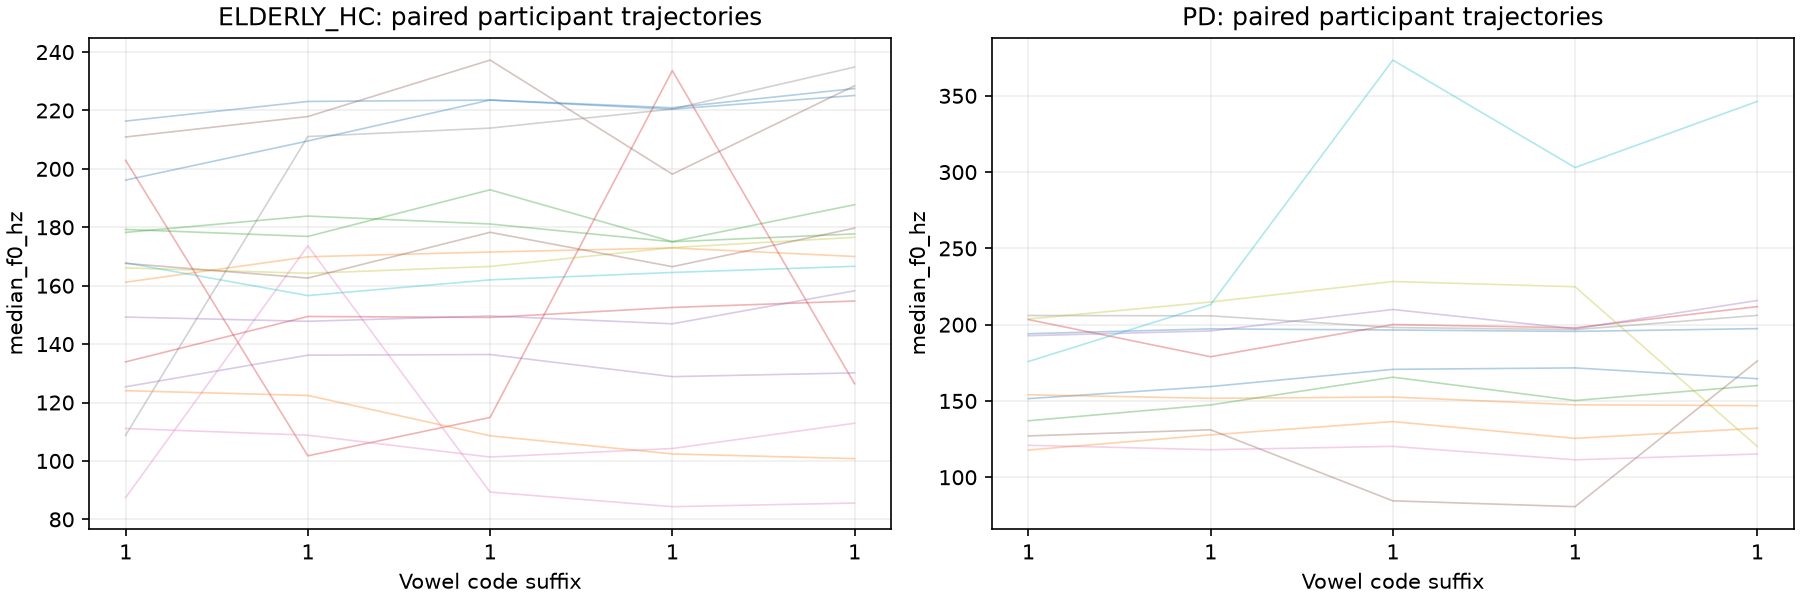 ELDERLY_HC: paired participant trajectories
median_f0_hz
240
220
200
180
160
140
120
100
80
1 1 1 1 1
Vowel code suffix
PD: paired participant trajectories
median_f0_hz
350
300
250
200
150
100
1 1 1 1 1
Vowel code suffix